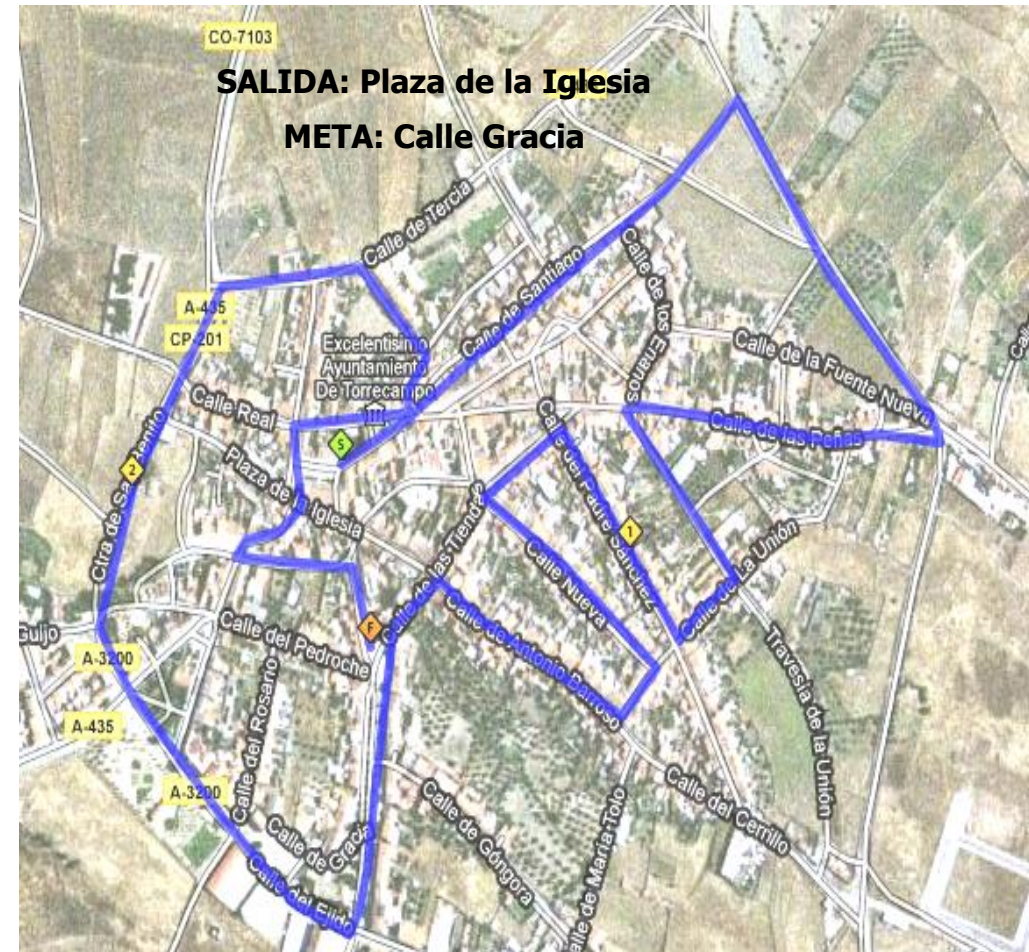 CO-7103
SALIDA: Plaza de la Iglesia
META: Calle Gracia
Calle de Tercia
A-435
CP-201
Excelentísimo
Ayuntamiento
De Torrecampo
Calle de Santiago
Calle de los Enanos
Calle de la Fuente Nueva
Calle Real
S
Calle de las Peñas
Plaza de la Iglesia
2
Ctra de San Benito
Calle de las Tiendas
1
Calle Nueva
Calle de La Unión
F
Guijo
Calle del Pedroche
Calle de Antonio Barroso
A-3200
Calle del Rosario
Travesía de la Unión
A-435
A-3200
Calle de Gracia
Calle de Góngora
Calle del Cerrillo
Calle de María Tolo
Calle del Ejido